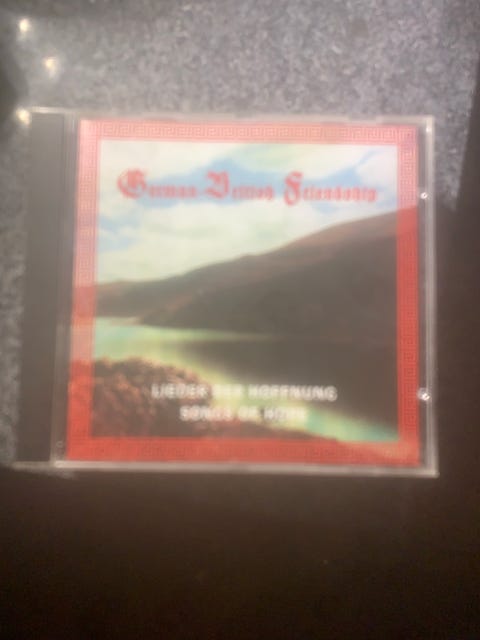 German-British Friendship
LIEDER DER HOFFNUNG
SONGS OF HOPE